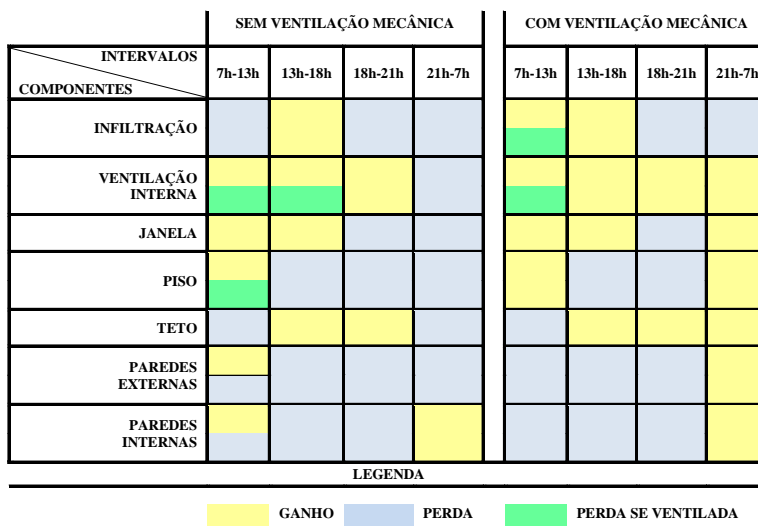 SEM VENTILAÇÃO MECÂNICA COM VENTILAÇÃO MECÂNICA
INTERVALOS
COMPONENTES
7h-13h 13h-18h 18h-21h 21h-7h 7h-13h 13h-18h 18h-21h 21h-7h
INFILTRAÇÃO
VENTILAÇÃO
INTERNA
JANELA
PISO
TETO
PAREDES
EXTERNAS
PAREDES
INTERNAS
LEGENDA
GANHO PERDA PERDA SE VENTILADA